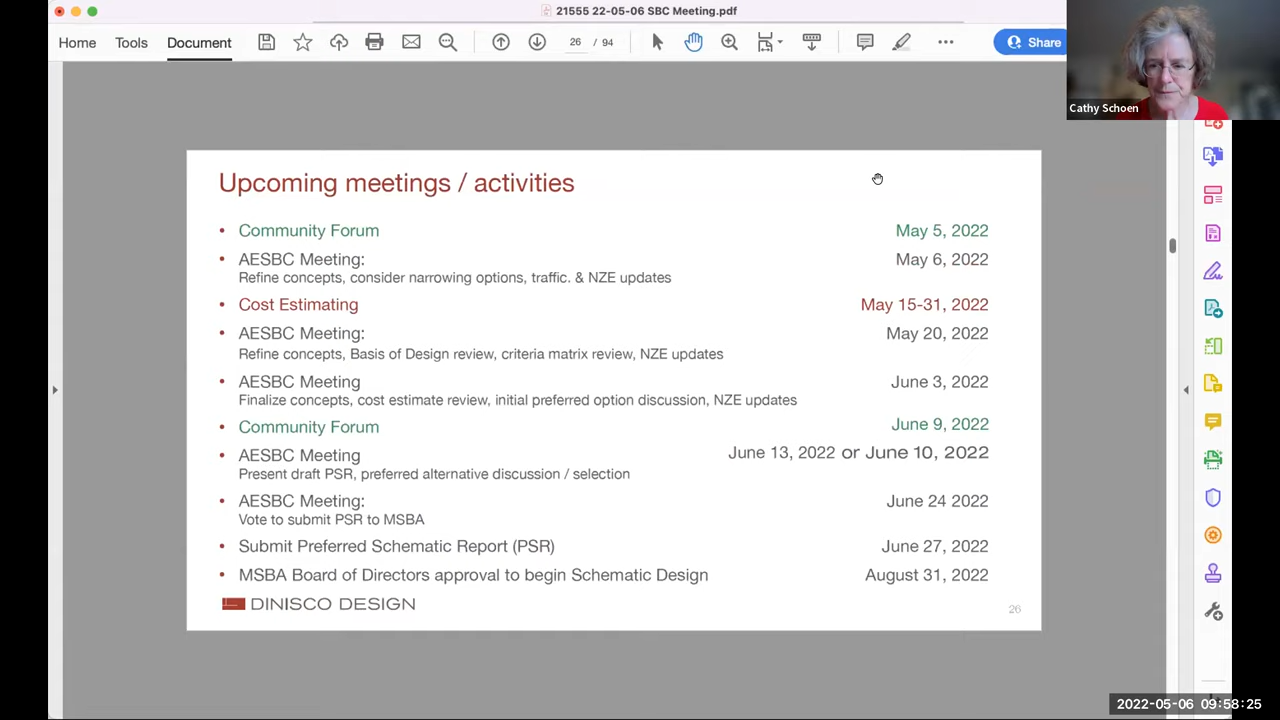 21555 22-05-06 SBC Meeting.pdf
Home Tools Document 26 / 94 Share
Cathy Schoen
Upcoming meetings / activities
• Community Forum May 5, 2022
• AESBC Meeting: May 6, 2022
Refine concepts, consider narrowing options, traffic. & NZE updates
• Cost Estimating May 15-31, 2022
• AESBC Meeting: May 20, 2022
Refine concepts, Basis of Design review, criteria matrix review, NZE updates
• AESBC Meeting June 3, 2022
Finalize concepts, cost estimate review, initial preferred option discussion, NZE updates
• Community Forum June 9, 2022
• AESBC Meeting June 13, 2022 or June 10, 2022
Present draft PSR, preferred alternative discussion / selection
• AESBC Meeting: June 24 2022
Vote to submit PSR to MSBA
• Submit Preferred Schematic Report (PSR) June 27, 2022
• MSBA Board of Directors approval to begin Schematic Design August 31, 2022
DINISCO DESIGN 26
2022-05-06 09:58:25